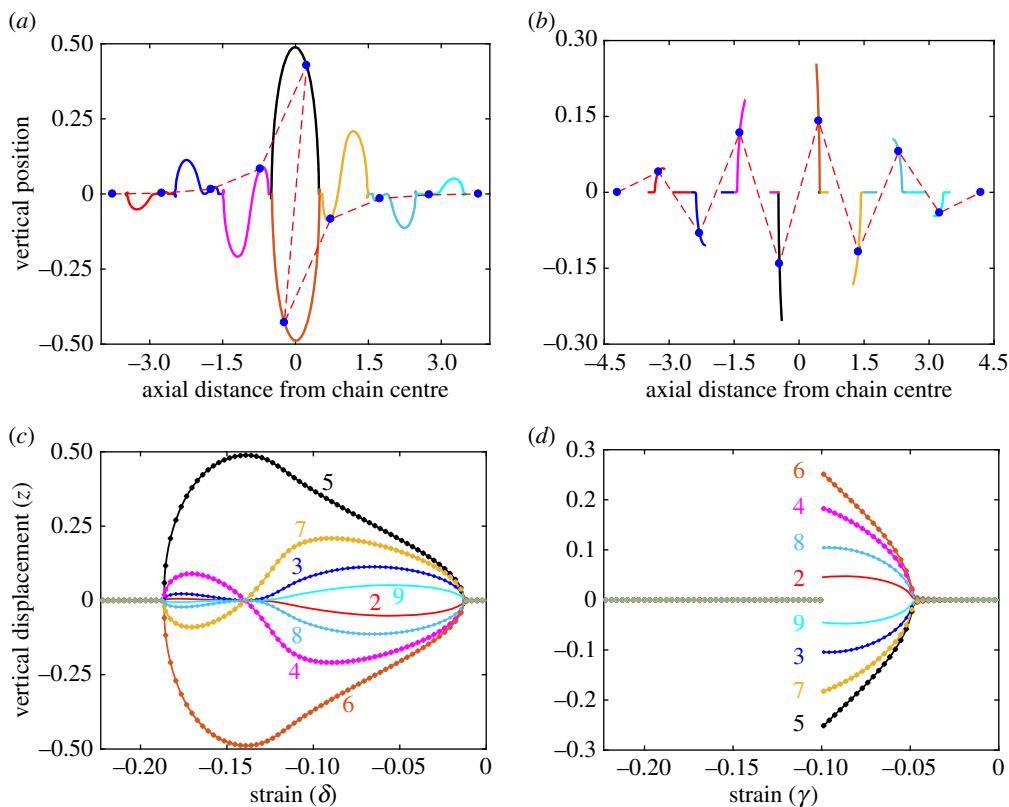 (a)
0.50
0.25
0
−0.25
−0.50
vertical position
−3.0 −1.5 0 1.5 3.0
axial distance from chain centre
(b)
0.30
0.15
0
−0.15
−0.30
−4.5 −3.0 −1.5 0 1.5 3.0 4.5
axial distance from chain centre
(c)
0.50
0.25
0
−0.25
−0.50
vertical displacement (z)
5
7
3
2 9
8
4
6
−0.20 −0.15 −0.10 −0.05 0
strain (δ)
(d)
0.3
0.2
0.1
0
−0.1
−0.2
−0.3
6
4
8
2
9
3
7
5
−0.20 −0.15 −0.10 −0.05 0
strain (γ)